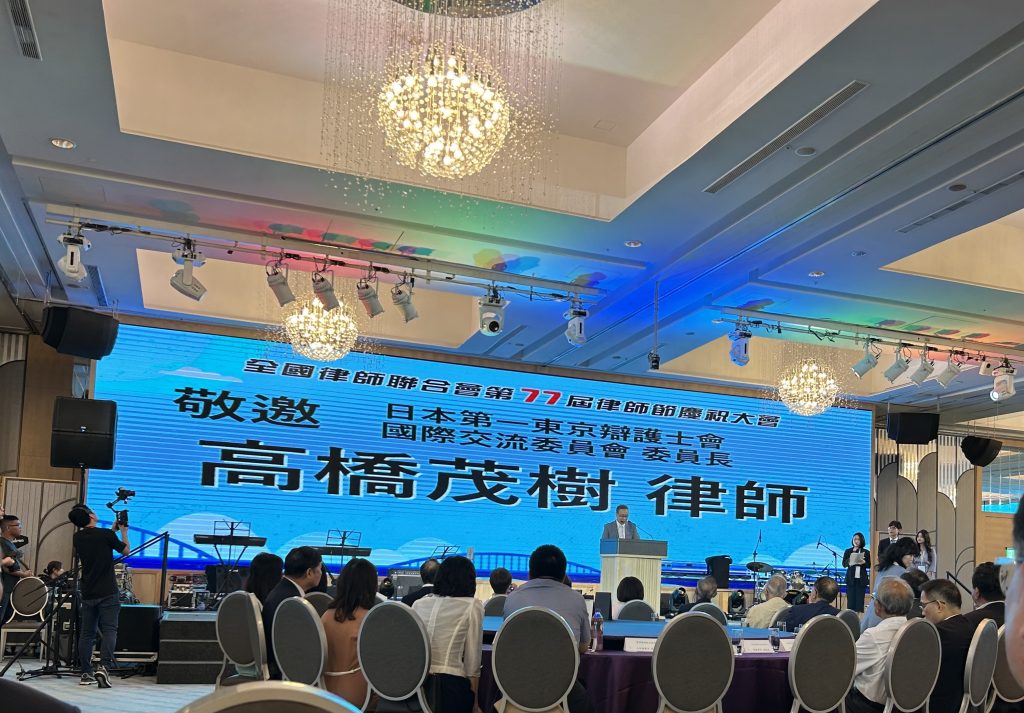 全國律師聯合會第77屆律師節慶祝大會
敬邀
日本第一東京辯護士會
國際交流委員會 委員長
高橋茂樹 律師